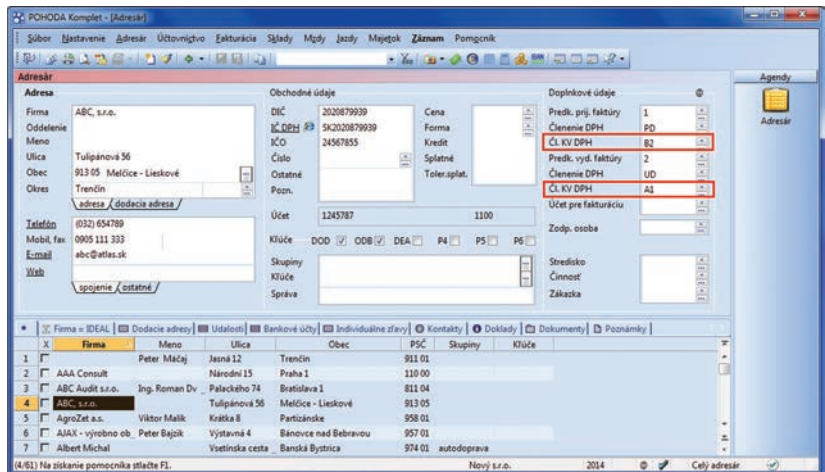 POHODA Komplet - [Adresár]
Súbor Nastavenie Adresár Účtovníctvo Fakturácia Sklady Mzdy Jazdy Majetok Záznam Pomocník
Adresár
Agendy
Adresár
Adresa
Firma ABC, s.r.o.
Oddelenie
Meno
Ulica Tulipánová 56
Obec 913 05 Melčice - Lieskové
Okres Trenčín
adresa dodacia adresy
Telefón (032) 654789
Mobil, fax 0905 111 333
E-mail abc@atlas.sk
Web
spojenie ostatné
Obchodné údaje
DIČ 2020879939 Cena
IČ DPH SK2020879939 Forma
IČO 24567855 Kredit
Číslo Splatné
Ostatné Toler.splat.
Pozn.
Účet 1245787 1100
Kľúče DOD ODB DEA P4 P5 P6
Skupiny
Kľúče
Správa
Doplnkové údaje
Predk. prij. faktúry 1
Členenie DPH PD
Čl. KV DPH B2
Predk. vyd. faktúry 2
Členenie DPH UD
Čl. KV DPH A1
Účet pre fakturáciu
Zodp. osoba
Stredisko
Činnosť
Zákazka
Firma = IDEAL Dodacie adresy Udalosti Bankové účty Individuálne zľavy Kontakty Doklady Dokumenty Poznámky
X Firma Meno Ulica Obec PSČ Skupiny Kľúče
1 Peter Máčaj Jasná 12 Trenčín 911 01
2 AAA Consult Národní 15 Praha 1 110 00
3 ABC Audit s.r.o. Ing. Roman Dv Palackého 74 Bratislava 1 811 04
4 ABC, s.r.o. Tulipánová 56 Melčice - Lieskové 913 05
5 AgroZet a.s. Viktor Malík Krátka 8 Partizánske 958 01
6 AJAX - výrobno ob Peter Bajzík Výstavná 4 Bánovce nad Bebravou 957 01
7 Albert Michal Vsetínska cesta Banská Bystrica 974 01 autodoprava
(4/61) Na získanie pomocníka stlačte F1. Nový s.r.o. 2014 Celý adresár